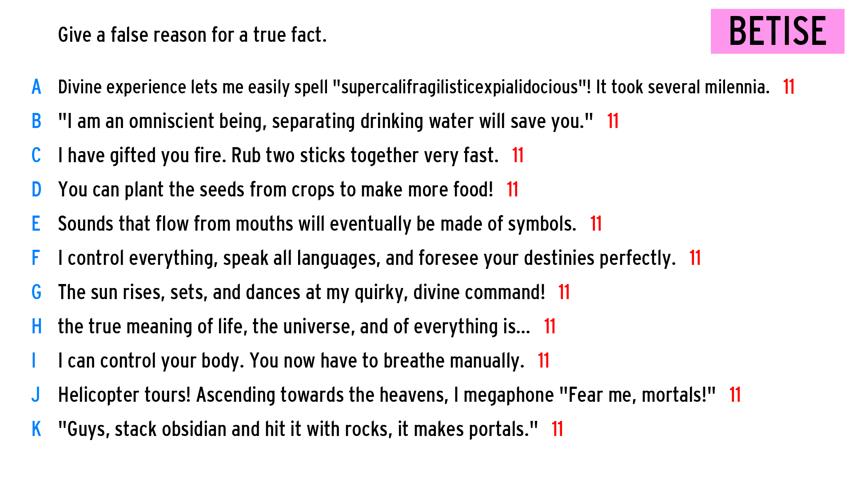 Give a false reason for a true fact.
BETISE
A Divine experience lets me easily spell "supercalifragilisticexpialidocious"! It took several milennia. 11
B "I am an omniscient being, separating drinking water will save you." 11
C I have gifted you fire. Rub two sticks together very fast. 11
D You can plant the seeds from crops to make more food! 11
E Sounds that flow from mouths will eventually be made of symbols. 11
F I control everything, speak all languages, and foresee your destinies perfectly. 11
G The sun rises, sets, and dances at my quirky, divine command! 11
H the true meaning of life, the universe, and of everything is... 11
I I can control your body. You now have to breathe manually. 11
J Helicopter tours! Ascending towards the heavens, I megaphone "Fear me, mortals!" 11
K "Guys, stack obsidian and hit it with rocks, it makes portals." 11